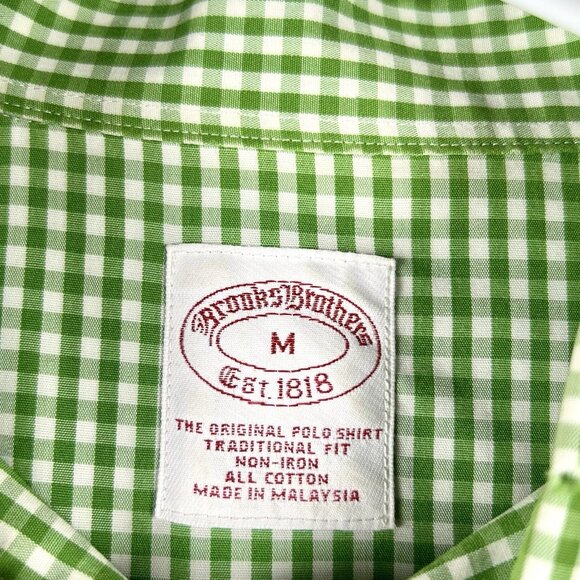 Brooks Brothers
M
Est. 1818
THE ORIGINAL POLO SHIRT
TRADITIONAL FIT
NON-IRON
ALL COTTON
MADE IN MALAYSIA